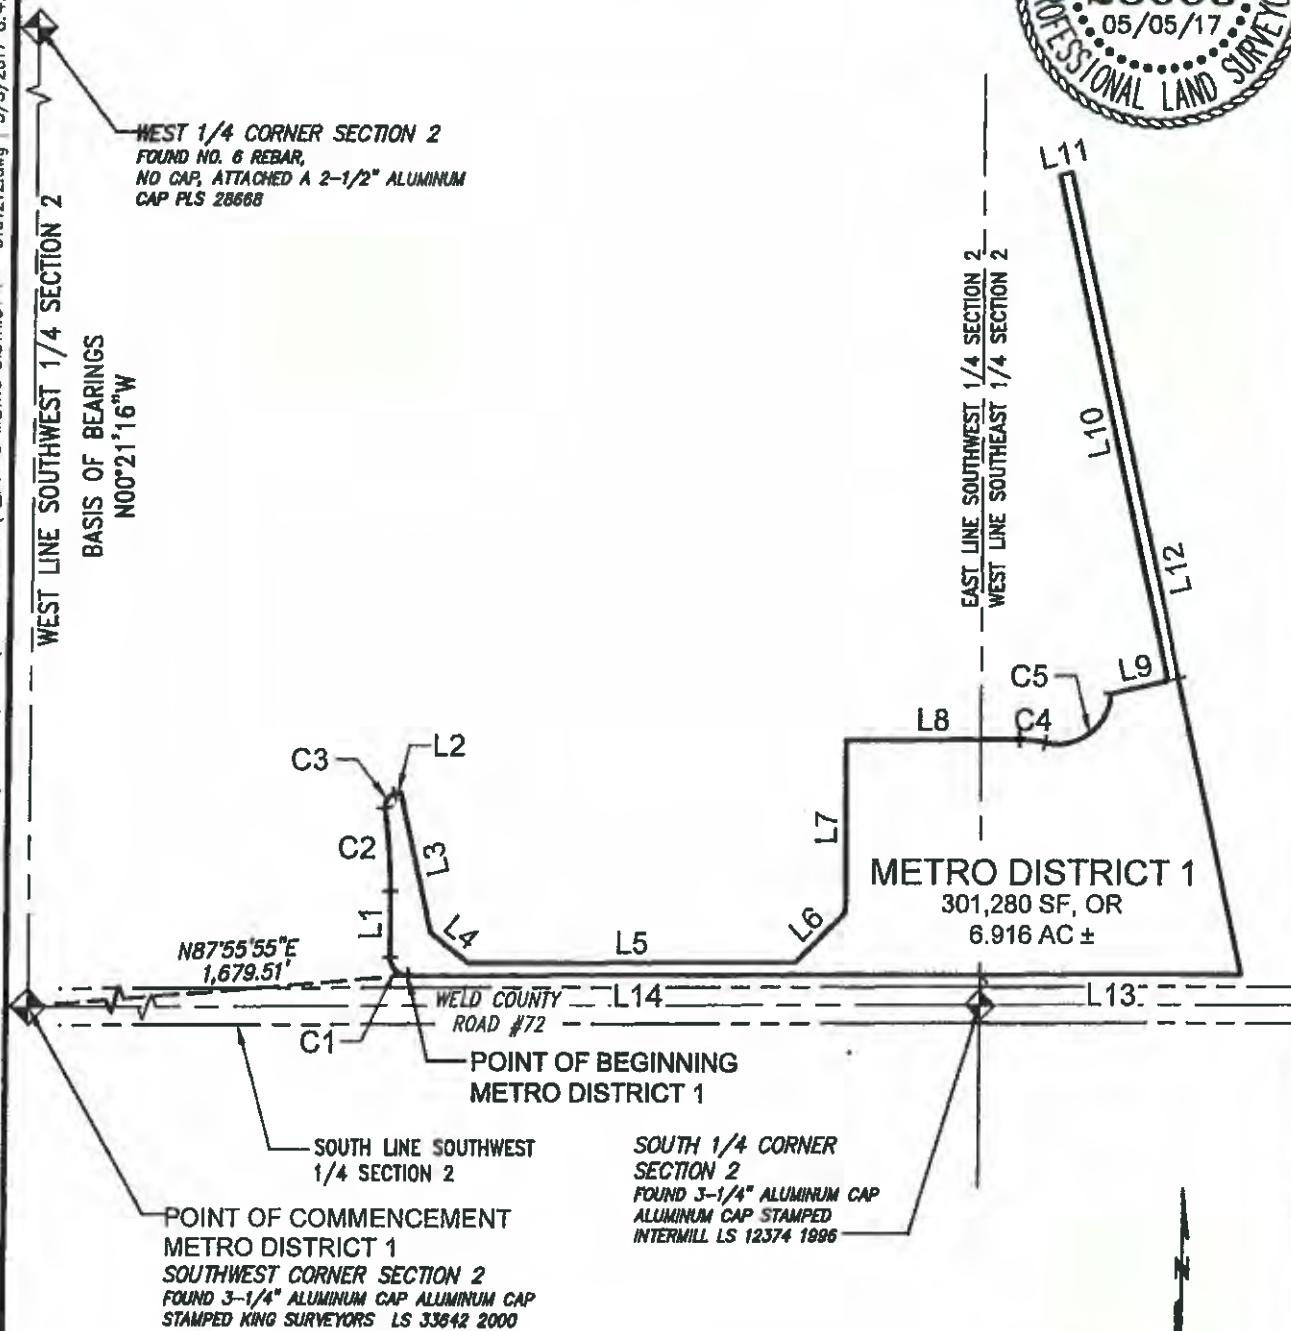 05/05/17
PROFESSIONAL LAND SURVEYO
WEST 1/4 CORNER SECTION 2
FOUND NO. 6 REBAR,
NO CAP, ATTACHED A 2-1/2" ALUMINUM
CAP PLS 28668
WEST LINE SOUTHWEST 1/4 SECTION 2
BASIS OF BEARINGS
N00°21'16"W
EAST LINE SOUTHWEST 1/4 SECTION 2
WEST LINE SOUTHEAST 1/4 SECTION 2
L11
L10
L12
L9
C5
L8
C4
C3
L2
C2
L3
L7
L1
L4
L5
L6
METRO DISTRICT 1
301,280 SF, OR
6.916 AC ±
N87°55'55"E
1,679.51'
WELD COUNTY
ROAD #72
L14
L13
C1
POINT OF BEGINNING
METRO DISTRICT 1
SOUTH LINE SOUTHWEST
1/4 SECTION 2
SOUTH 1/4 CORNER
SECTION 2
FOUND 3-1/4" ALUMINUM CAP
ALUMINUM CAP STAMPED
INTERMILL LS 12374 1996
POINT OF COMMENCEMENT
METRO DISTRICT 1
SOUTHWEST CORNER SECTION 2
FOUND 3-1/4" ALUMINUM CAP ALUMINUM CAP
STAMPED KING SURVEYORS LS 33642 2000
N